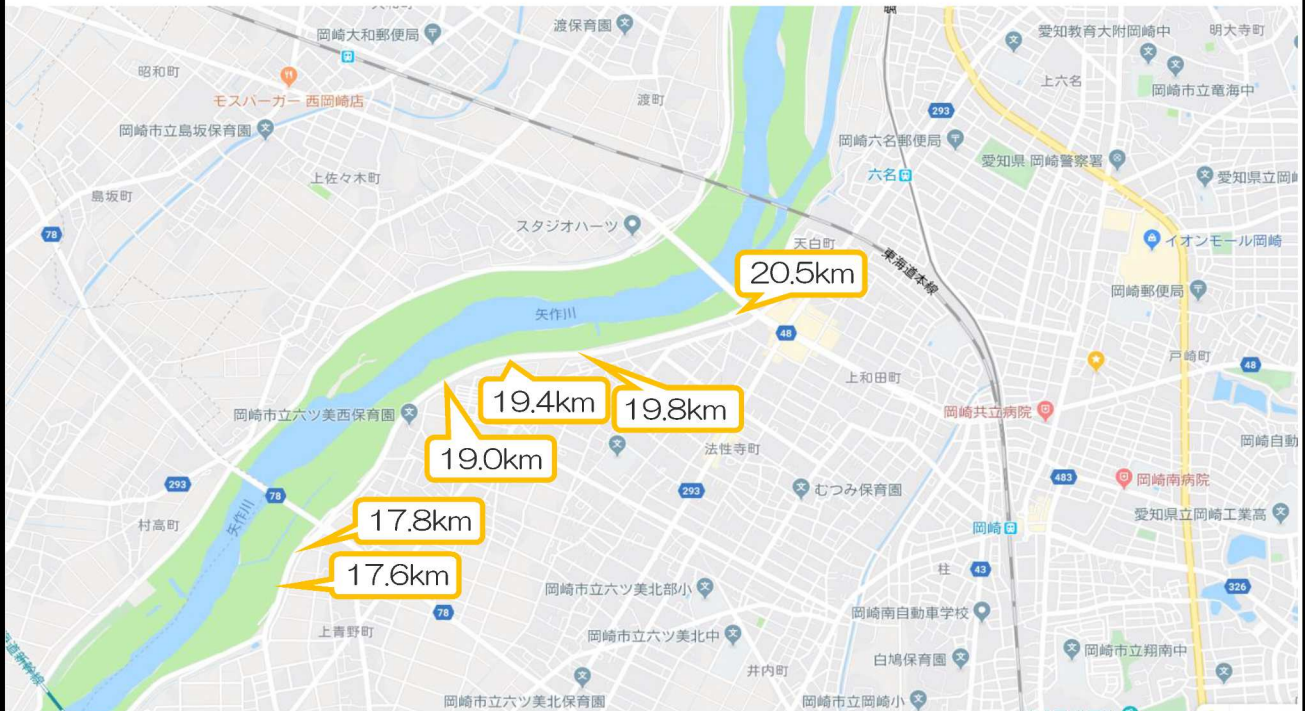 岡崎大和郵便局
渡保育園
愛知教育大附岡崎中
明大寺町
昭和町
上六名
モスバーガー 西岡崎店
渡町
岡崎市立竜海中
293
岡崎市立島坂保育園
岡崎六名郵便局
愛知県 岡崎警察署
上佐々木町
六名
愛知県立岡
島坂町
スタジオハーツ
78
天白町
イオンモール岡崎
東海道本線
20.5km
岡崎郵便局
矢作川
48
戸崎町
48
上和田町
19.4km
19.8km
岡崎市立六ツ美西保育園
岡崎共立病院
岡崎自動
法性寺町
19.0km
293
78
293
むつみ保育園
483
岡崎南病院
矢作川
村高町
17.8km
愛知県立岡崎工業高
岡崎
17.6km
柱
43
岡崎市立六ツ美北部小
326
78
岡崎南自動車学校
上青野町
岡崎市立六ツ美北中
岡崎市立翔南中
道新幹線
白鳩保育園
井内町
岡崎市立六ツ美北保育園
岡崎市立岡崎小